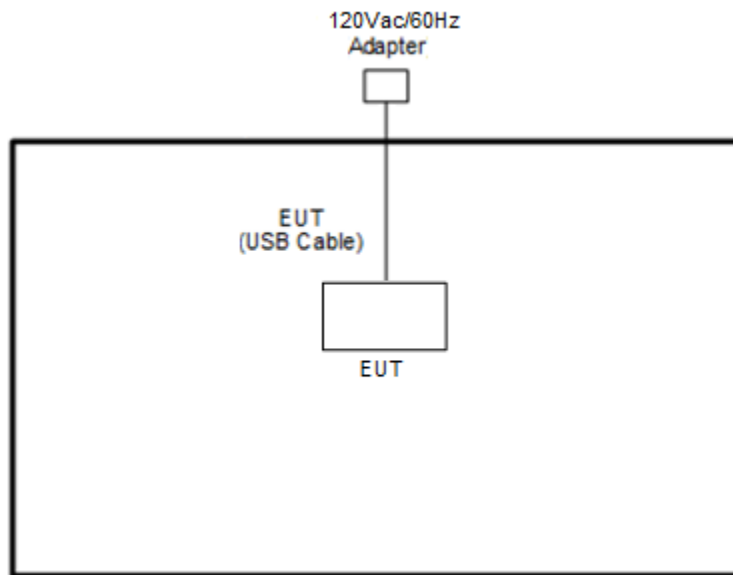 120Vac/60Hz
Adapter
EUT
(USB Cable)
EUT